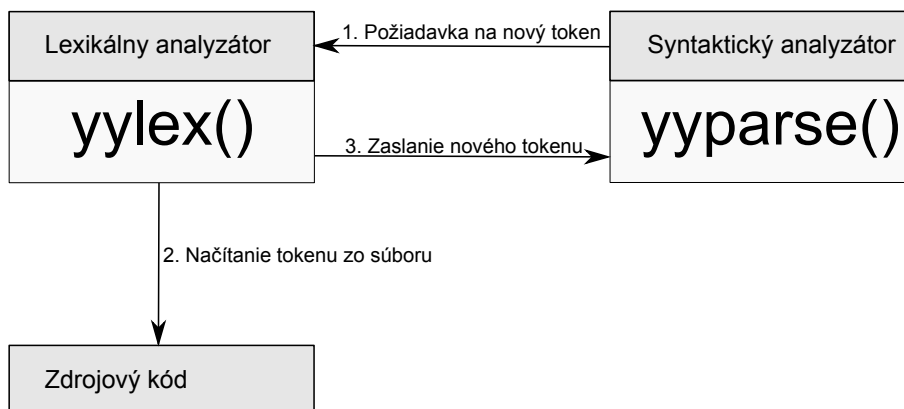 Lexikálny analyzátor
1. Požiadavka na nový token
Syntaktický analyzátor
yylex()
3. Zaslanie nového tokenu
yyparse()
2. Načítanie tokenu zo súboru
Zdrojový kód